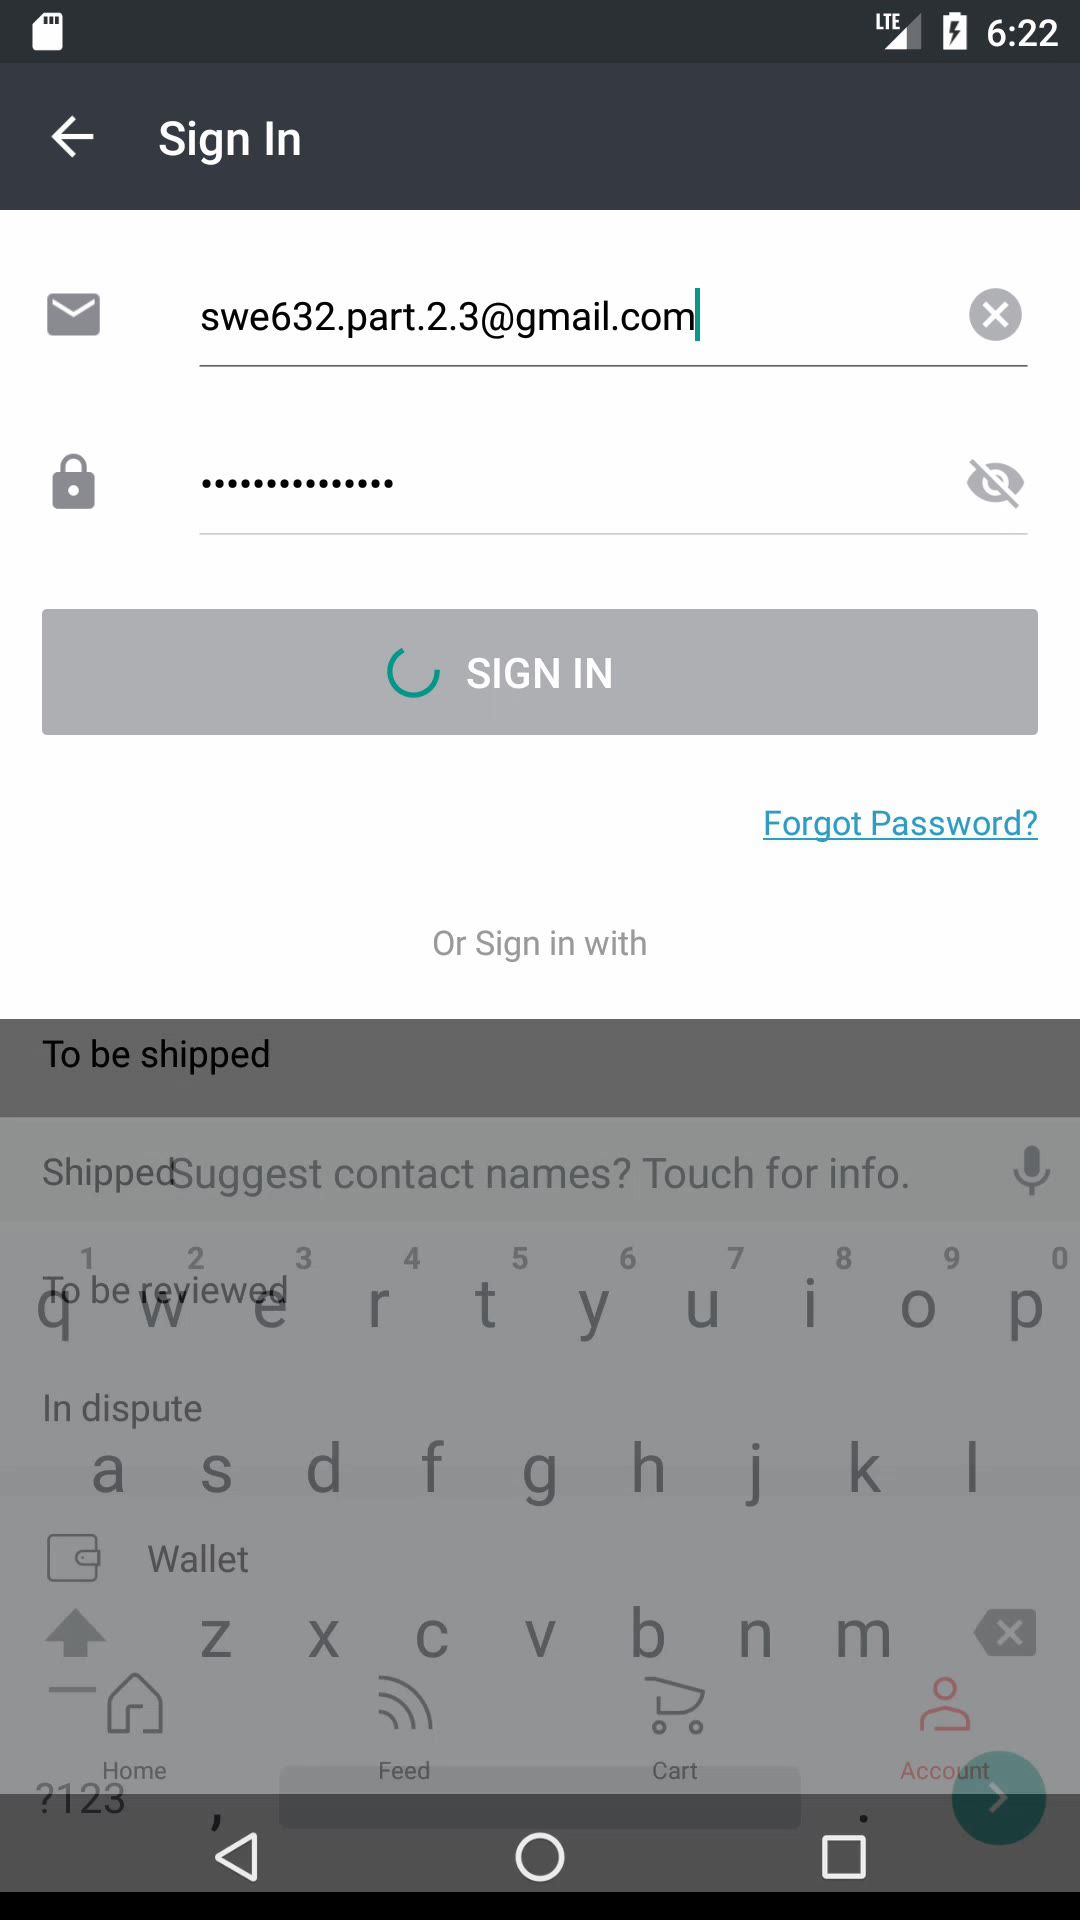 LTE 6:22
Sign In
swe632.part.2.3@gmail.com
•••••••••••••••
SIGN IN
Forgot Password?
Or Sign in with
To be shipped
Shipped
Suggest contact names? Touch for info.
1 2 3 4 5 6 7 8 9 0
To be reviewed
q w e r t y u i o p
In dispute
a s d f g h j k l
Wallet
z x c v b n m
Home Feed Cart Account
?123 , .